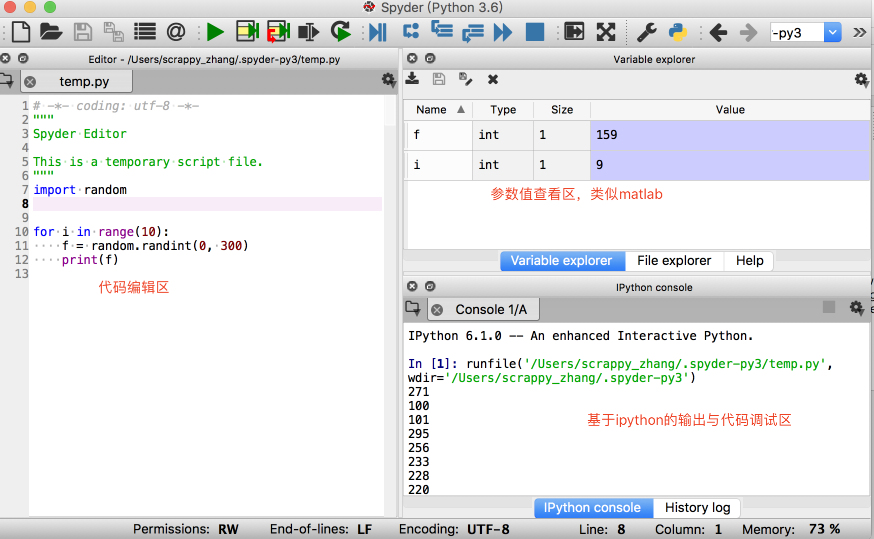 Spyder (Python 3.6)
-py3
Editor - /Users/scrappy_zhang/.spyder-py3/temp.py
temp.py
1 # -*- coding: utf-8 -*-
2 """
3 Spyder Editor
4
5 This is a temporary script file.
6 """
7 import random
8
9
10 for i in range(10):
11 ····f = random.randint(0, 300)
12 ····print(f)
13
代码编辑区
Variable explorer
Name Type Size Value
f int 1 159
i int 1 9
参数值查看区，类似matlab
Variable explorer File explorer Help
IPython console
Console 1/A
IPython 6.1.0 -- An enhanced Interactive Python.
In [1]: runfile('/Users/scrappy_zhang/.spyder-py3/temp.py',
wdir='/Users/scrappy_zhang/.spyder-py3')
271
100
101
295
256
233
228
220
基于ipython的输出与代码调试区
IPython console History log
Permissions: RW End-of-lines: LF Encoding: UTF-8 Line: 8 Column: 1 Memory: 73 %